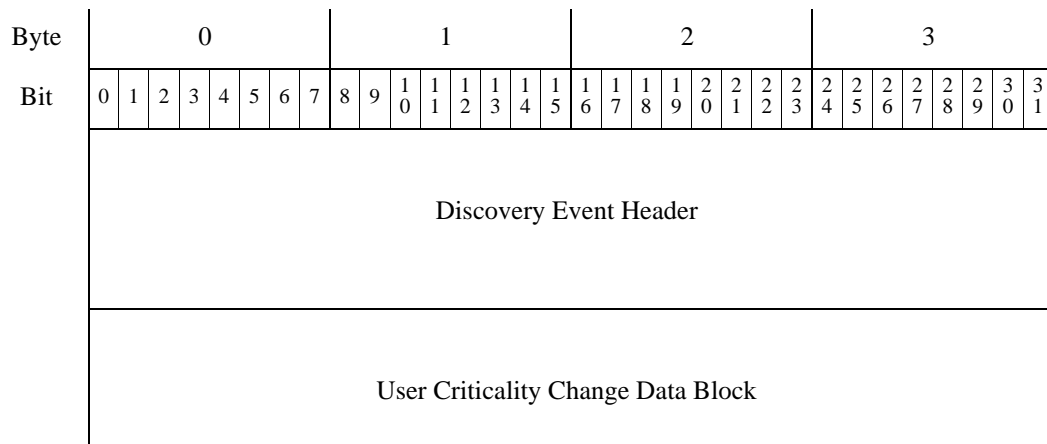 Byte 0 1 2 3
Bit 0 1 2 3 4 5 6 7 8 9 10 11 12 13 14 15 16 17 18 19 20 21 22 23 24 25 26 27 28 29 30 31
Discovery Event Header
User Criticality Change Data Block